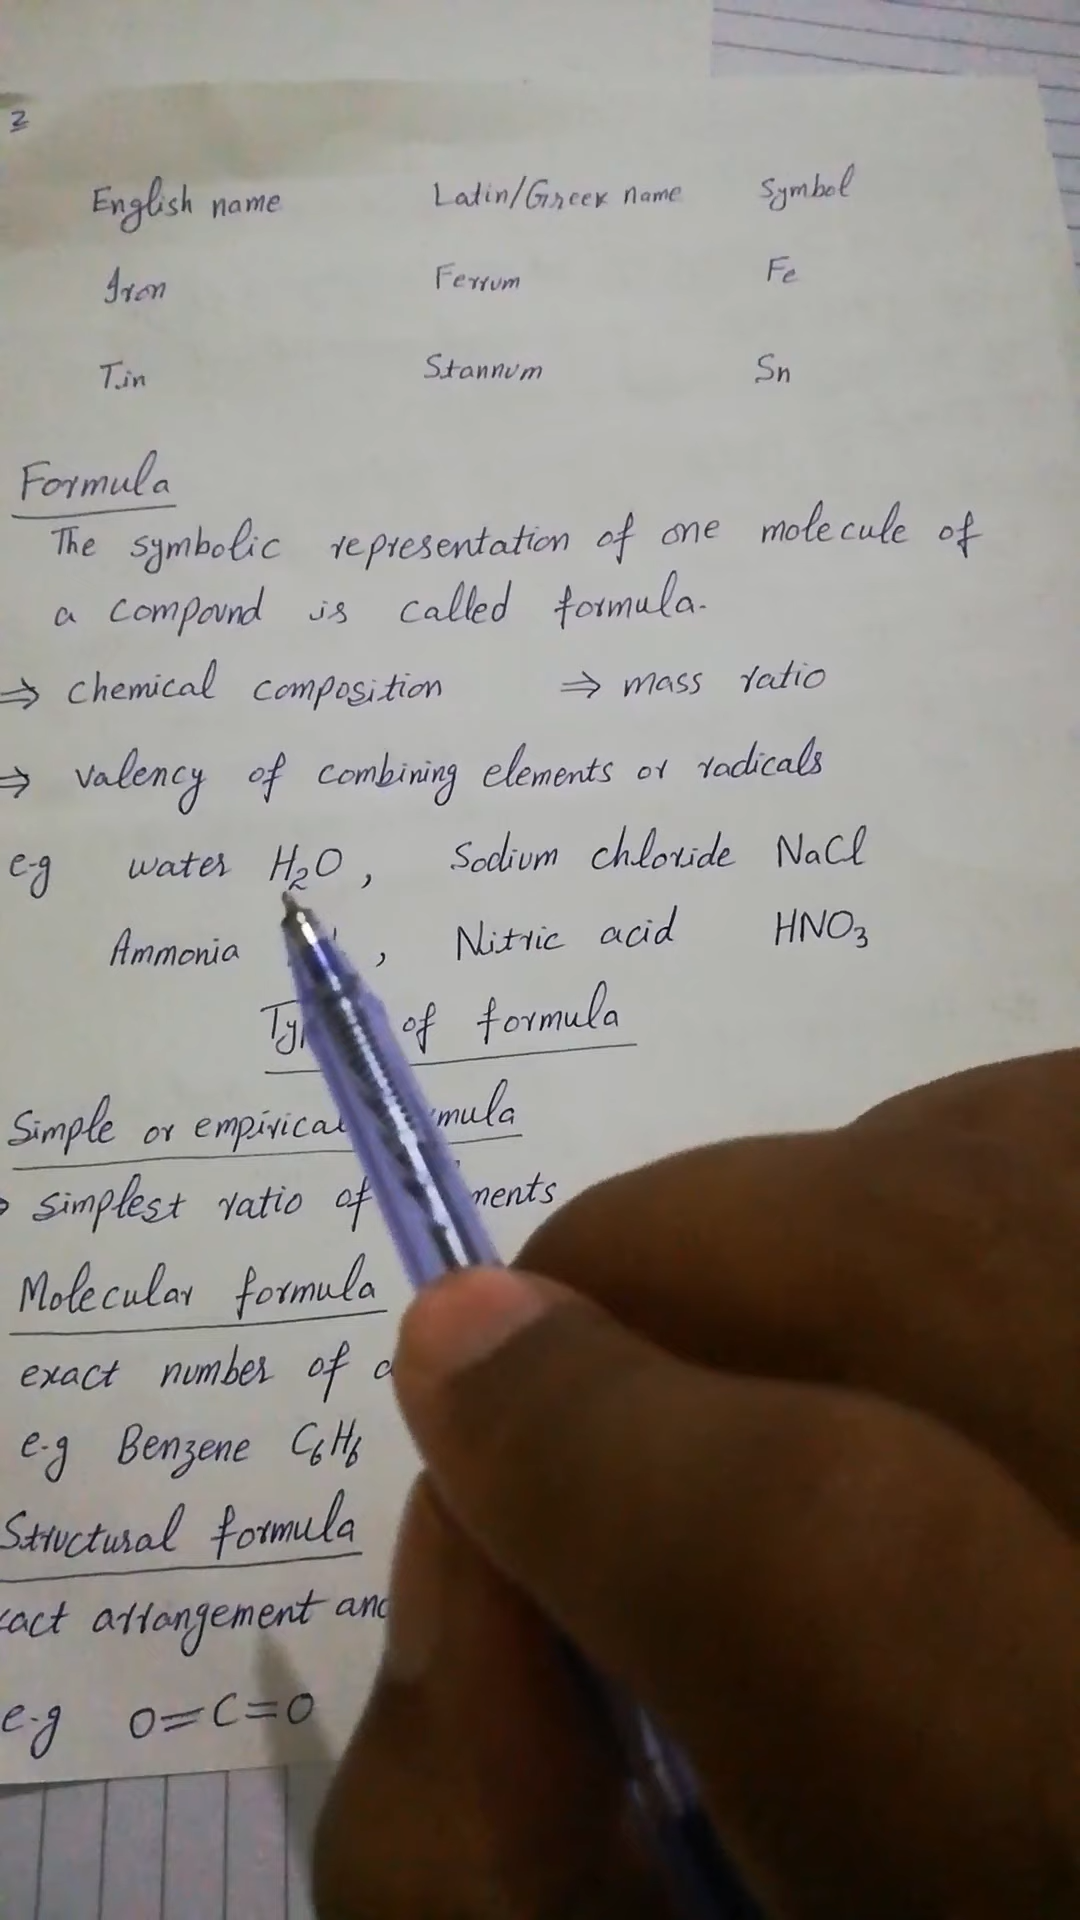 2
English name Latin/Greek name Symbol
Iron Ferrum Fe
Tin Stannum Sn
Formula
The symbolic representation of one molecule of
a compound is called formula.
⇒ chemical composition ⇒ mass ratio
⇒ valency of combining elements or radicals
e-g water H₂O, Sodium chloride NaCl
Ammonia , Nitric acid HNO₃
of formula
Simple or empirical
simplest ratio of
Molecular formula
exact number of
e-g Benzene C₆H₆
Structural formula
arrangement and
e-g O=C=O